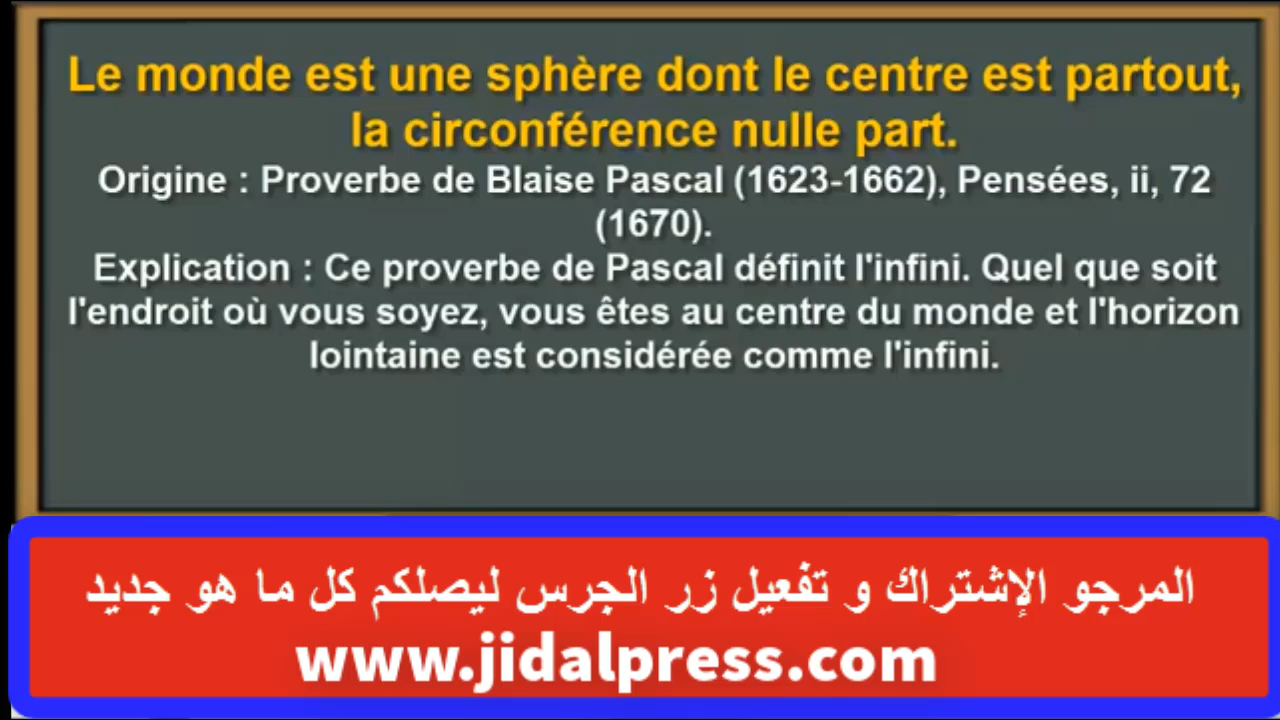 Le monde est une sphère dont le centre est partout,
la circonférence nulle part.
Origine : Proverbe de Blaise Pascal (1623-1662), Pensées, ii, 72
(1670).
Explication : Ce proverbe de Pascal définit l'infini. Quel que soit
l'endroit où vous soyez, vous êtes au centre du monde et l'horizon
lointaine est considérée comme l'infini.
المرجو الإشتراك و تفعيل زر الجرس ليصلكم كل ما هو جديد
www.jidalpress.com